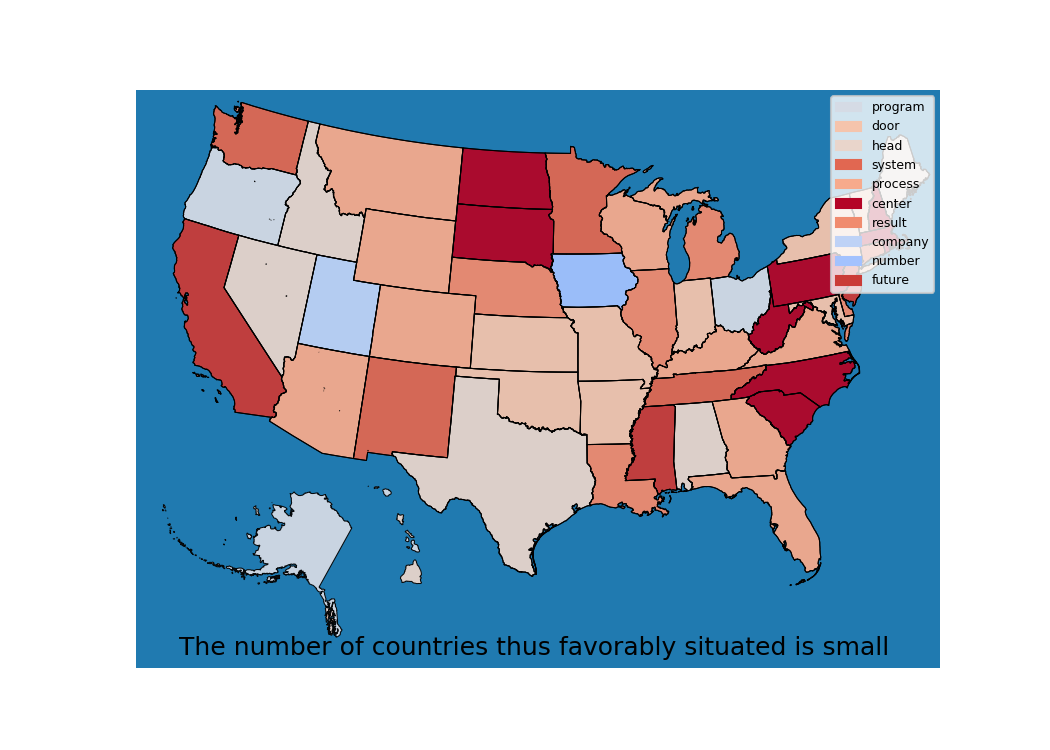 program
door
head
system
process
center
result
company
number
future
The number of countries thus favorably situated is small